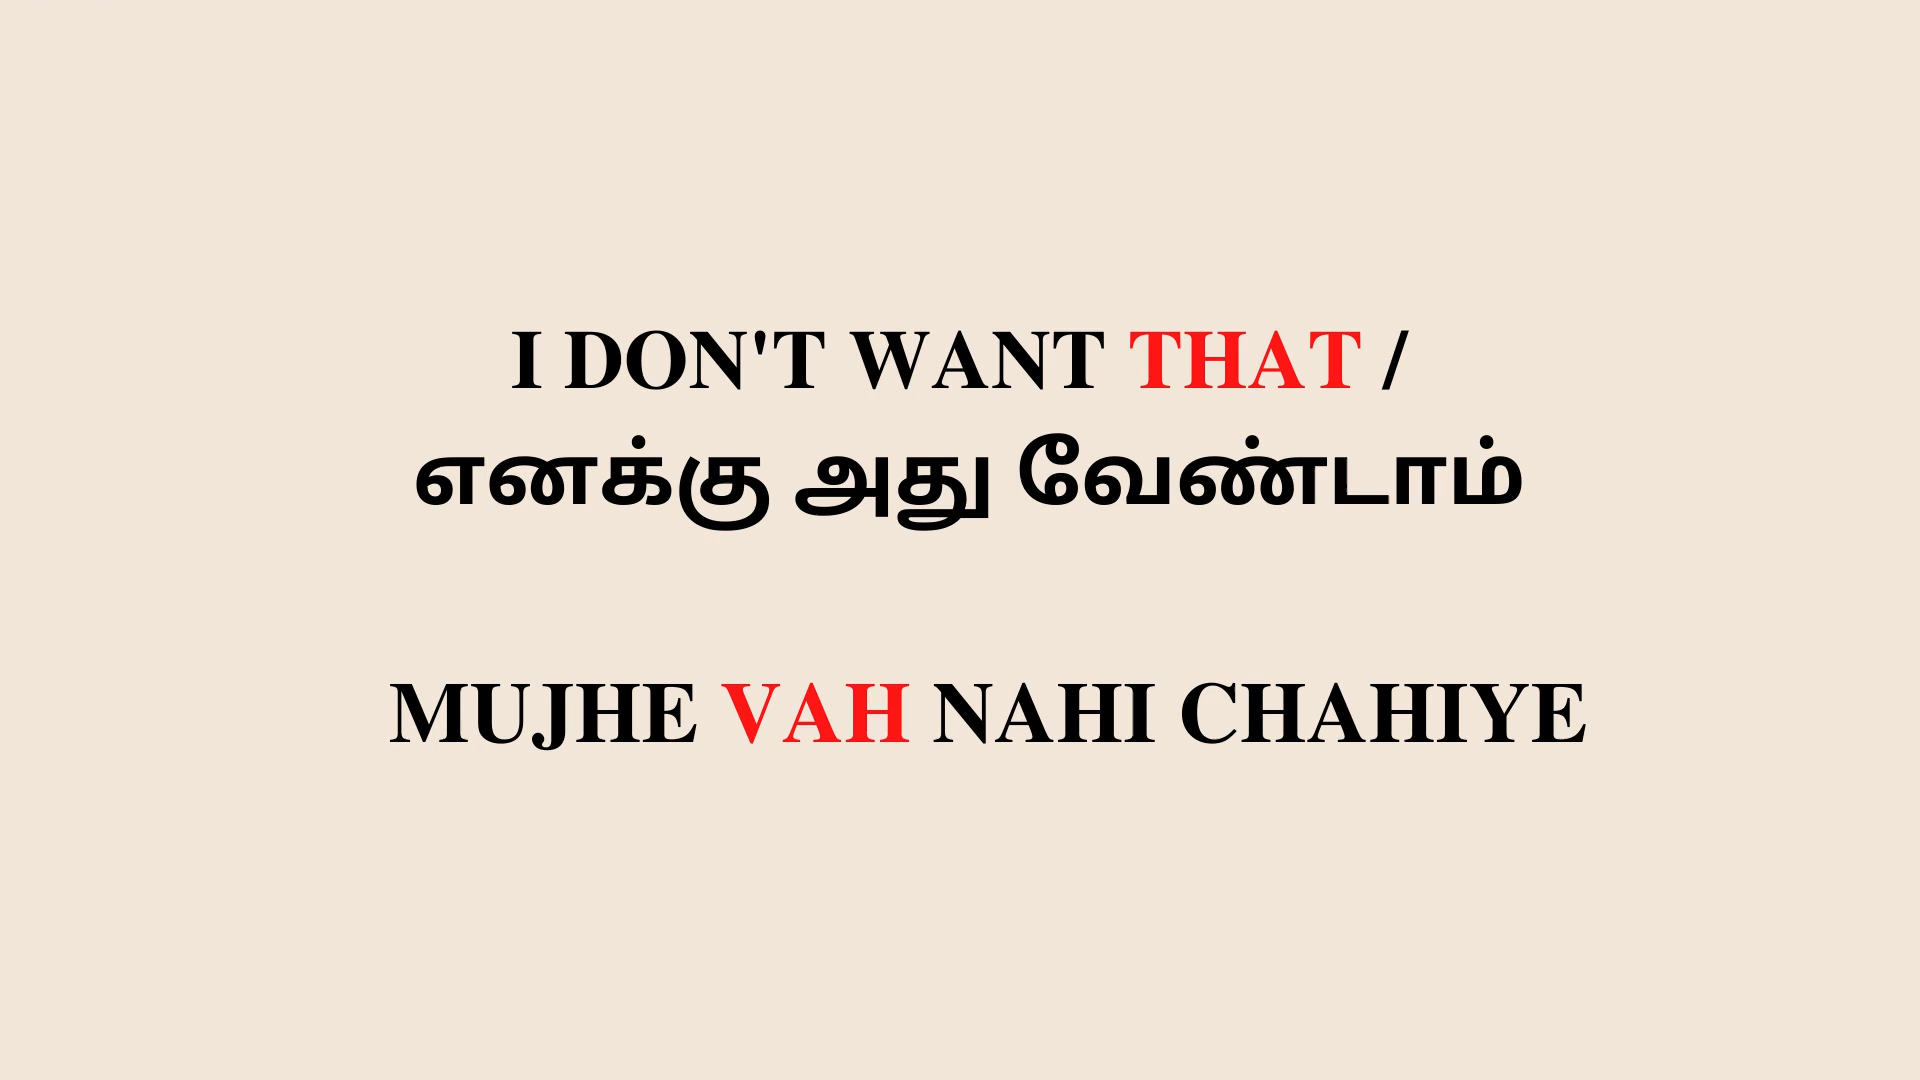 I DON'T WANT THAT /
எனக்கு அது வேண்டாம்
MUJHE VAH NAHI CHAHIYE